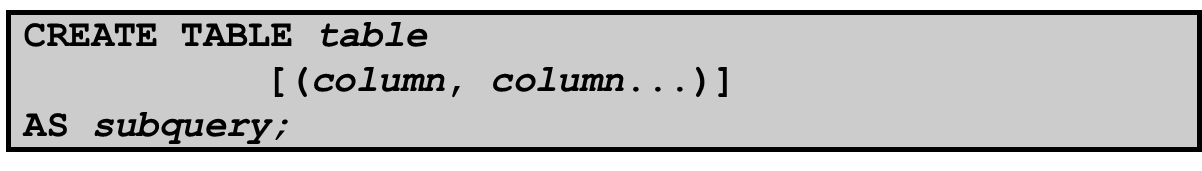 CREATE TABLE table
[(column, column...)]
AS subquery;